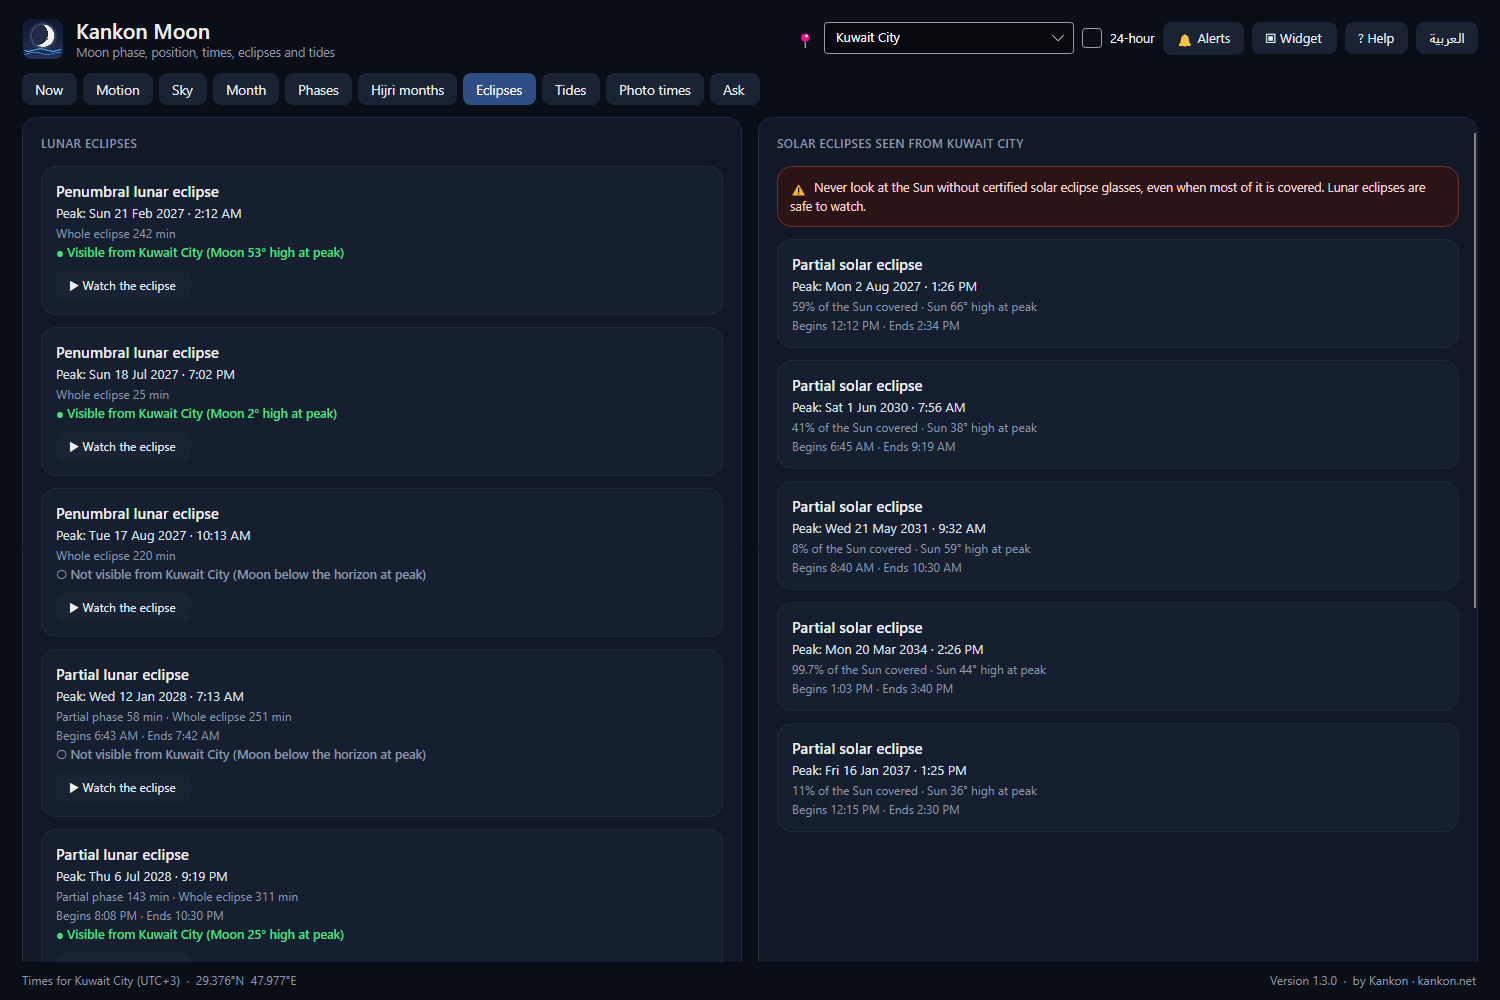 Kankon Moon
Moon phase, position, times, eclipses and tides
Kuwait City
24-hour
Alerts
Widget
? Help
العربية
Now
Motion
Sky
Month
Phases
Hijri months
Eclipses
Tides
Photo times
Ask
LUNAR ECLIPSES
Penumbral lunar eclipse
Peak: Sun 21 Feb 2027 · 2:12 AM
Whole eclipse 242 min
● Visible from Kuwait City (Moon 53° high at peak)
▶ Watch the eclipse
Penumbral lunar eclipse
Peak: Sun 18 Jul 2027 · 7:02 PM
Whole eclipse 25 min
● Visible from Kuwait City (Moon 2° high at peak)
▶ Watch the eclipse
Penumbral lunar eclipse
Peak: Tue 17 Aug 2027 · 10:13 AM
Whole eclipse 220 min
○ Not visible from Kuwait City (Moon below the horizon at peak)
▶ Watch the eclipse
Partial lunar eclipse
Peak: Wed 12 Jan 2028 · 7:13 AM
Partial phase 58 min · Whole eclipse 251 min
Begins 6:43 AM · Ends 7:42 AM
○ Not visible from Kuwait City (Moon below the horizon at peak)
▶ Watch the eclipse
Partial lunar eclipse
Peak: Thu 6 Jul 2028 · 9:19 PM
Partial phase 143 min · Whole eclipse 311 min
Begins 8:08 PM · Ends 10:30 PM
● Visible from Kuwait City (Moon 25° high at peak)
SOLAR ECLIPSES SEEN FROM KUWAIT CITY
⚠ Never look at the Sun without certified solar eclipse glasses, even when most of it is covered. Lunar eclipses are
safe to watch.
Partial solar eclipse
Peak: Mon 2 Aug 2027 · 1:26 PM
59% of the Sun covered · Sun 66° high at peak
Begins 12:12 PM · Ends 2:34 PM
Partial solar eclipse
Peak: Sat 1 Jun 2030 · 7:56 AM
41% of the Sun covered · Sun 38° high at peak
Begins 6:45 AM · Ends 9:19 AM
Partial solar eclipse
Peak: Wed 21 May 2031 · 9:32 AM
8% of the Sun covered · Sun 59° high at peak
Begins 8:40 AM · Ends 10:30 AM
Partial solar eclipse
Peak: Mon 20 Mar 2034 · 2:26 PM
99.7% of the Sun covered · Sun 44° high at peak
Begins 1:03 PM · Ends 3:40 PM
Partial solar eclipse
Peak: Fri 16 Jan 2037 · 1:25 PM
11% of the Sun covered · Sun 36° high at peak
Begins 12:15 PM · Ends 2:30 PM
Times for Kuwait City (UTC+3) · 29.376°N 47.977°E
Version 1.3.0 · by Kankon · kankon.net